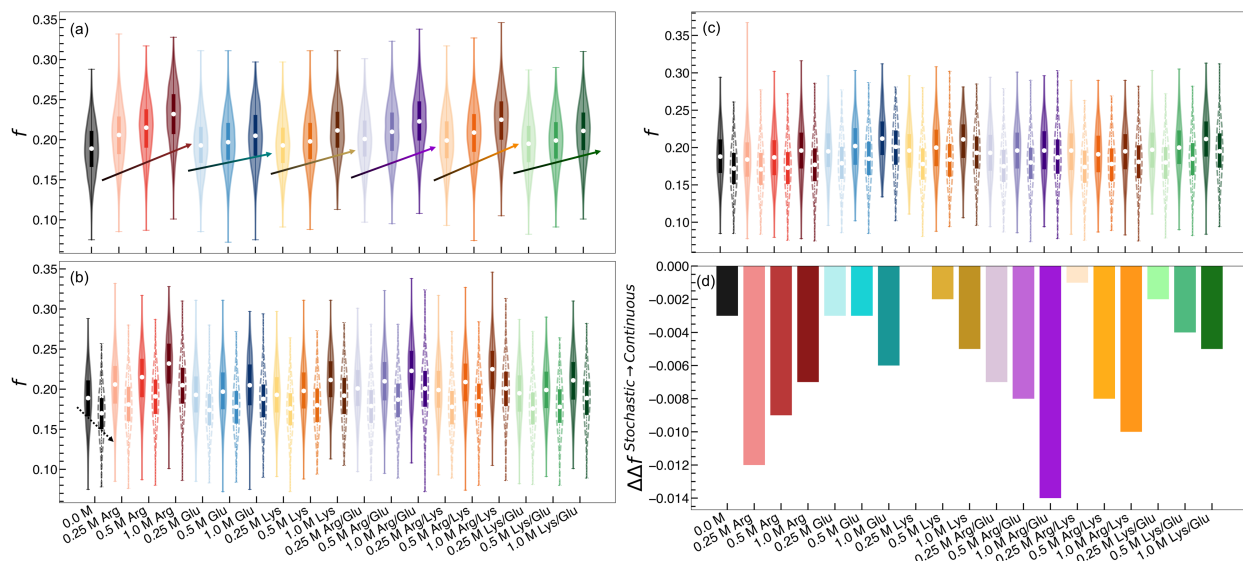 (a)
0.35
0.30
0.25
0.20
0.15
0.10
f
(b)
0.35
0.30
0.25
0.20
0.15
0.10
f
0.0 M
0.25 M Arg
0.5 M Arg
1.0 M Arg
0.25 M Glu
0.5 M Glu
1.0 M Glu
0.25 M Lys
0.5 M Lys
1.0 M Lys
0.25 M Arg/Glu
0.5 M Arg/Glu
1.0 M Arg/Glu
0.25 M Arg/Lys
0.5 M Arg/Lys
1.0 M Arg/Lys
0.25 M Lys/Glu
0.5 M Lys/Glu
1.0 M Lys/Glu
(c)
0.35
0.30
0.25
0.20
0.15
0.10
f
(d)
0.000
−0.002
−0.004
−0.006
−0.008
−0.010
−0.012
−0.014
ΔΔf Stochastic → Continuous
0.0 M
0.25 M Arg
0.5 M Arg
1.0 M Arg
0.25 M Glu
0.5 M Glu
1.0 M Glu
0.25 M Lys
0.5 M Lys
1.0 M Lys
0.25 M Arg/Glu
0.5 M Arg/Glu
1.0 M Arg/Glu
0.25 M Arg/Lys
0.5 M Arg/Lys
1.0 M Arg/Lys
0.25 M Lys/Glu
0.5 M Lys/Glu
1.0 M Lys/Glu